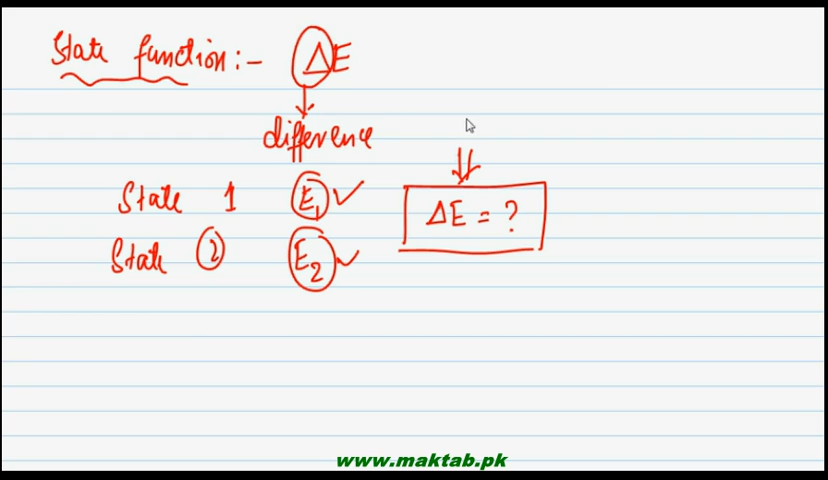 State function :- ΔE
difference
State 1 E₁ ✓
State 2 E₂ ✓
ΔE = ?
www.maktab.pk